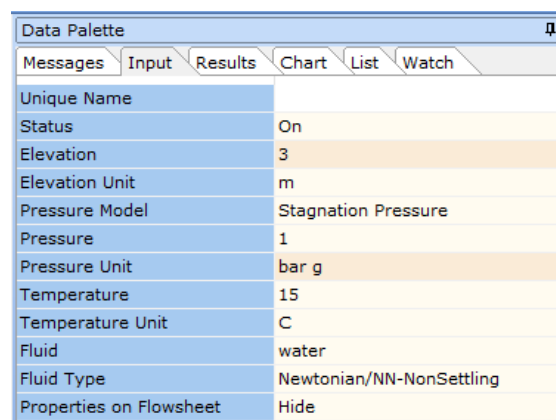 Data Palette
Messages Input Results Chart List Watch
Unique Name
Status On
Elevation 3
Elevation Unit m
Pressure Model Stagnation Pressure
Pressure 1
Pressure Unit bar g
Temperature 15
Temperature Unit C
Fluid water
Fluid Type Newtonian/NN-NonSettling
Properties on Flowsheet Hide